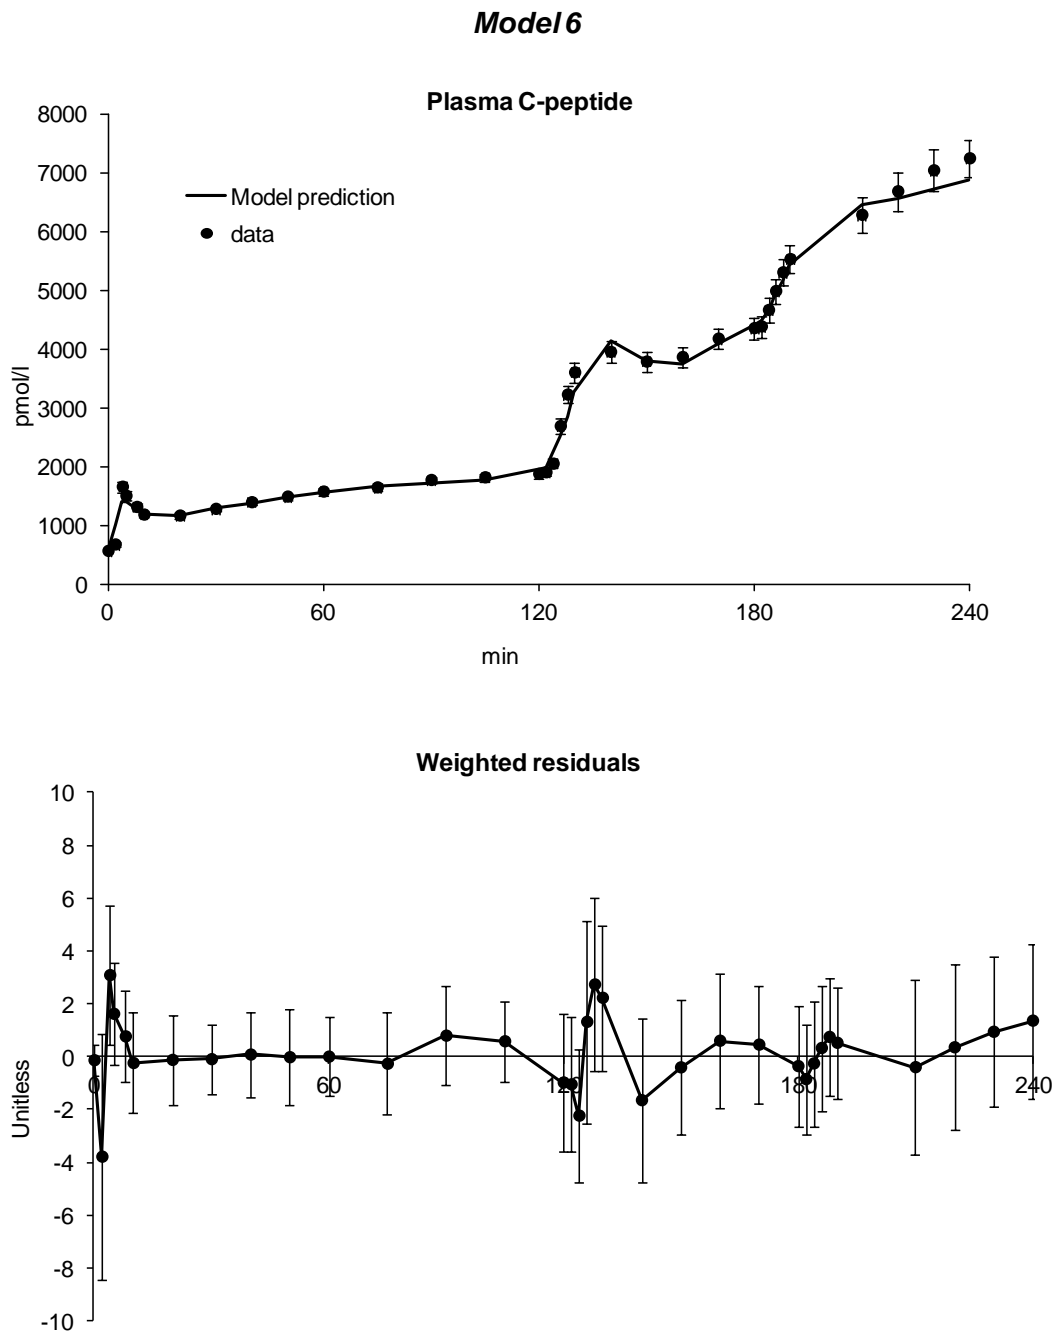 Model 6
Plasma C-peptide
8000
7000
6000
5000
4000
3000
2000
1000
0
pmol/l
Model prediction
data
0 60 120 180 240
min
Weighted residuals
10
8
6
4
2
0
-2
-4
-6
-8
-10
Unitless
0 60 120 180 240